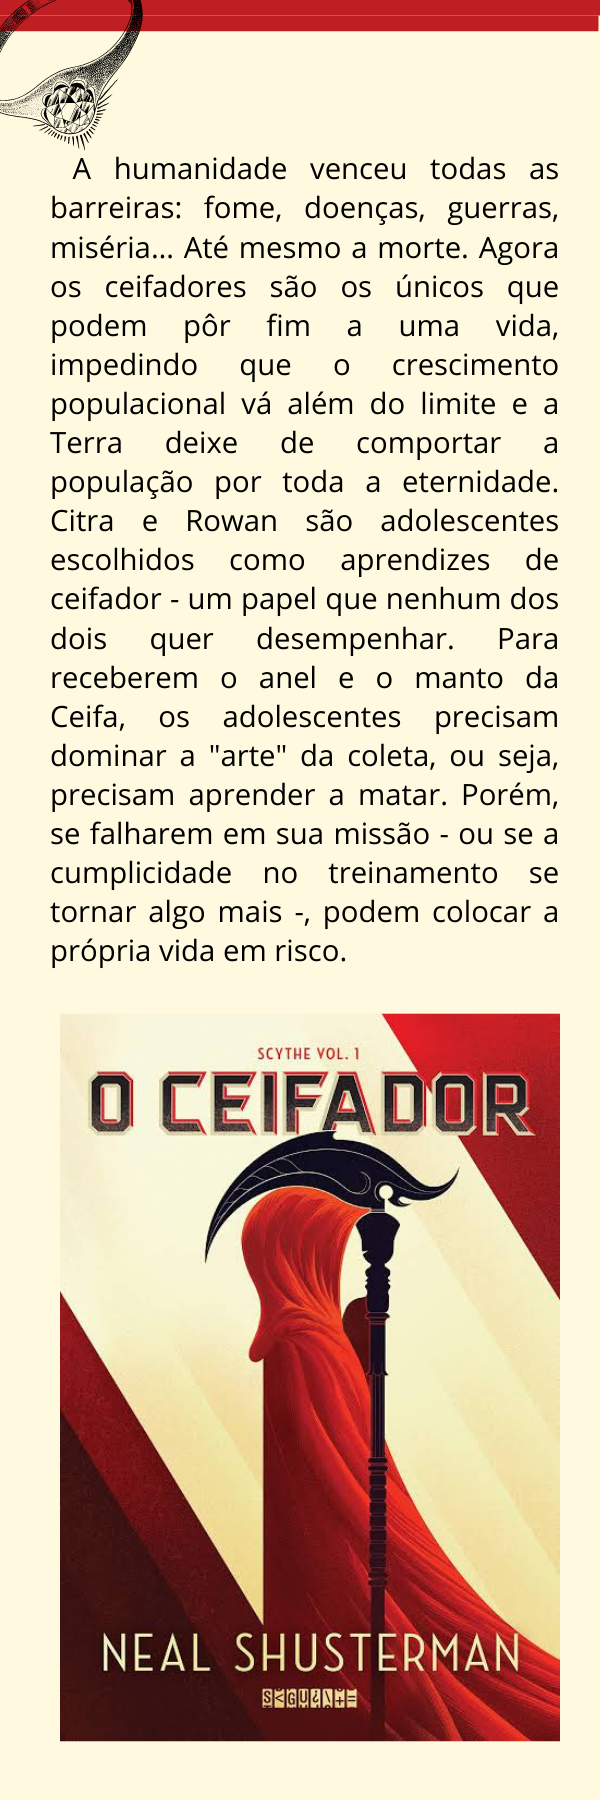 A humanidade venceu todas as
barreiras: fome, doenças, guerras,
miséria... Até mesmo a morte. Agora
os ceifadores são os únicos que
podem pôr fim a uma vida,
impedindo que o crescimento
populacional vá além do limite e a
Terra deixe de comportar a
população por toda a eternidade.
Citra e Rowan são adolescentes
escolhidos como aprendizes de
ceifador - um papel que nenhum dos
dois quer desempenhar. Para
receberem o anel e o manto da
Ceifa, os adolescentes precisam
dominar a "arte" da coleta, ou seja,
precisam aprender a matar. Porém,
se falharem em sua missão - ou se a
cumplicidade no treinamento se
tornar algo mais -, podem colocar a
própria vida em risco.
SCYTHE VOL. 1
O CEIFADOR
NEAL SHUSTERMAN